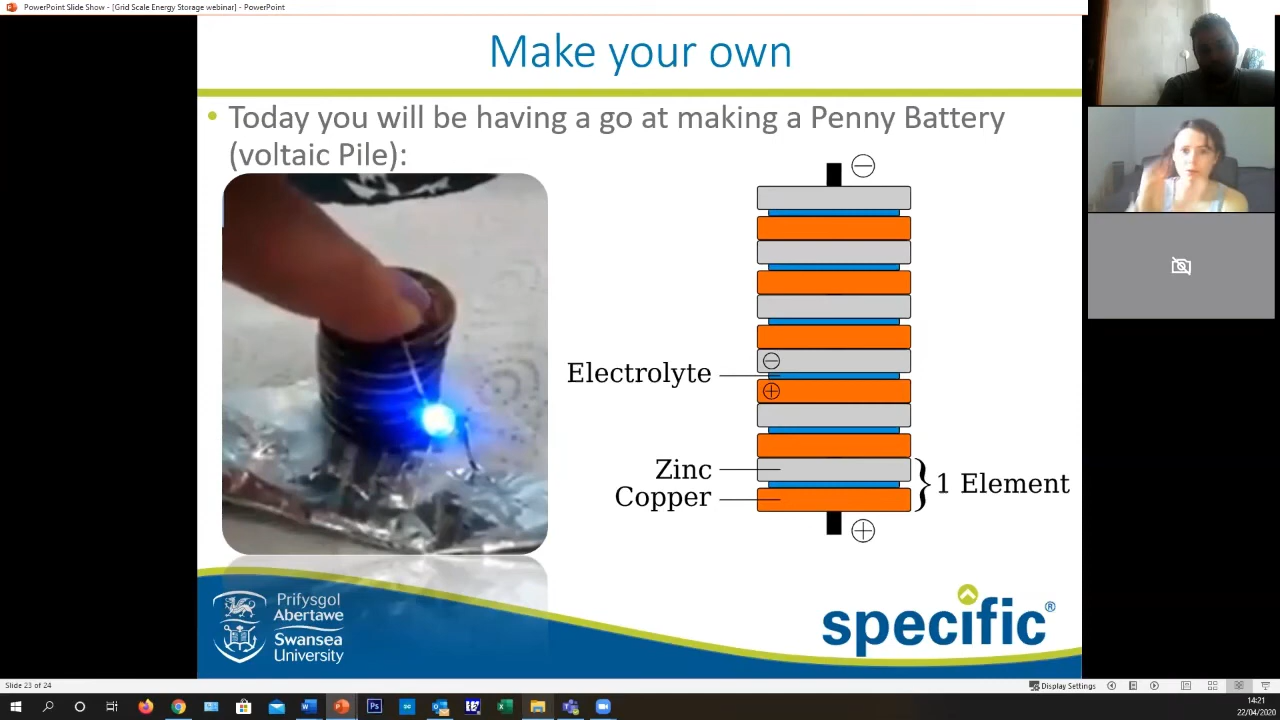 PowerPoint Slide Show - [Grid Scale Energy Storage webinar] - PowerPoint
Make your own
• Today you will be having a go at making a Penny Battery
(voltaic Pile):
Electrolyte
Zinc
Copper
1 Element
Prifysgol
Abertawe
Swansea
University
specific®
Slide 23 of 24
Display Settings
14:21
22/04/2020